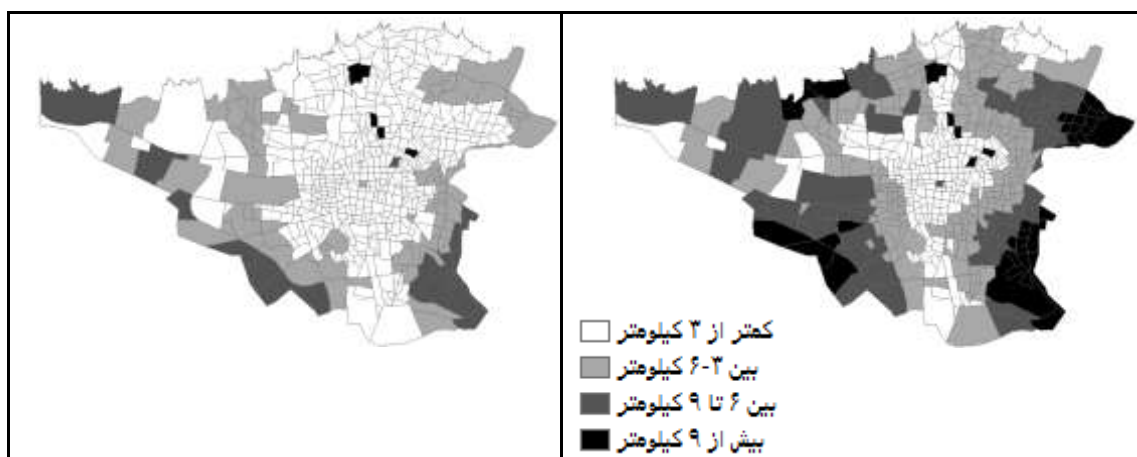 کمتر از ۳ کیلومتر
بین ۳-۶ کیلومتر
بین ۶ تا ۹ کیلومتر
بیش از ۹ کیلومتر